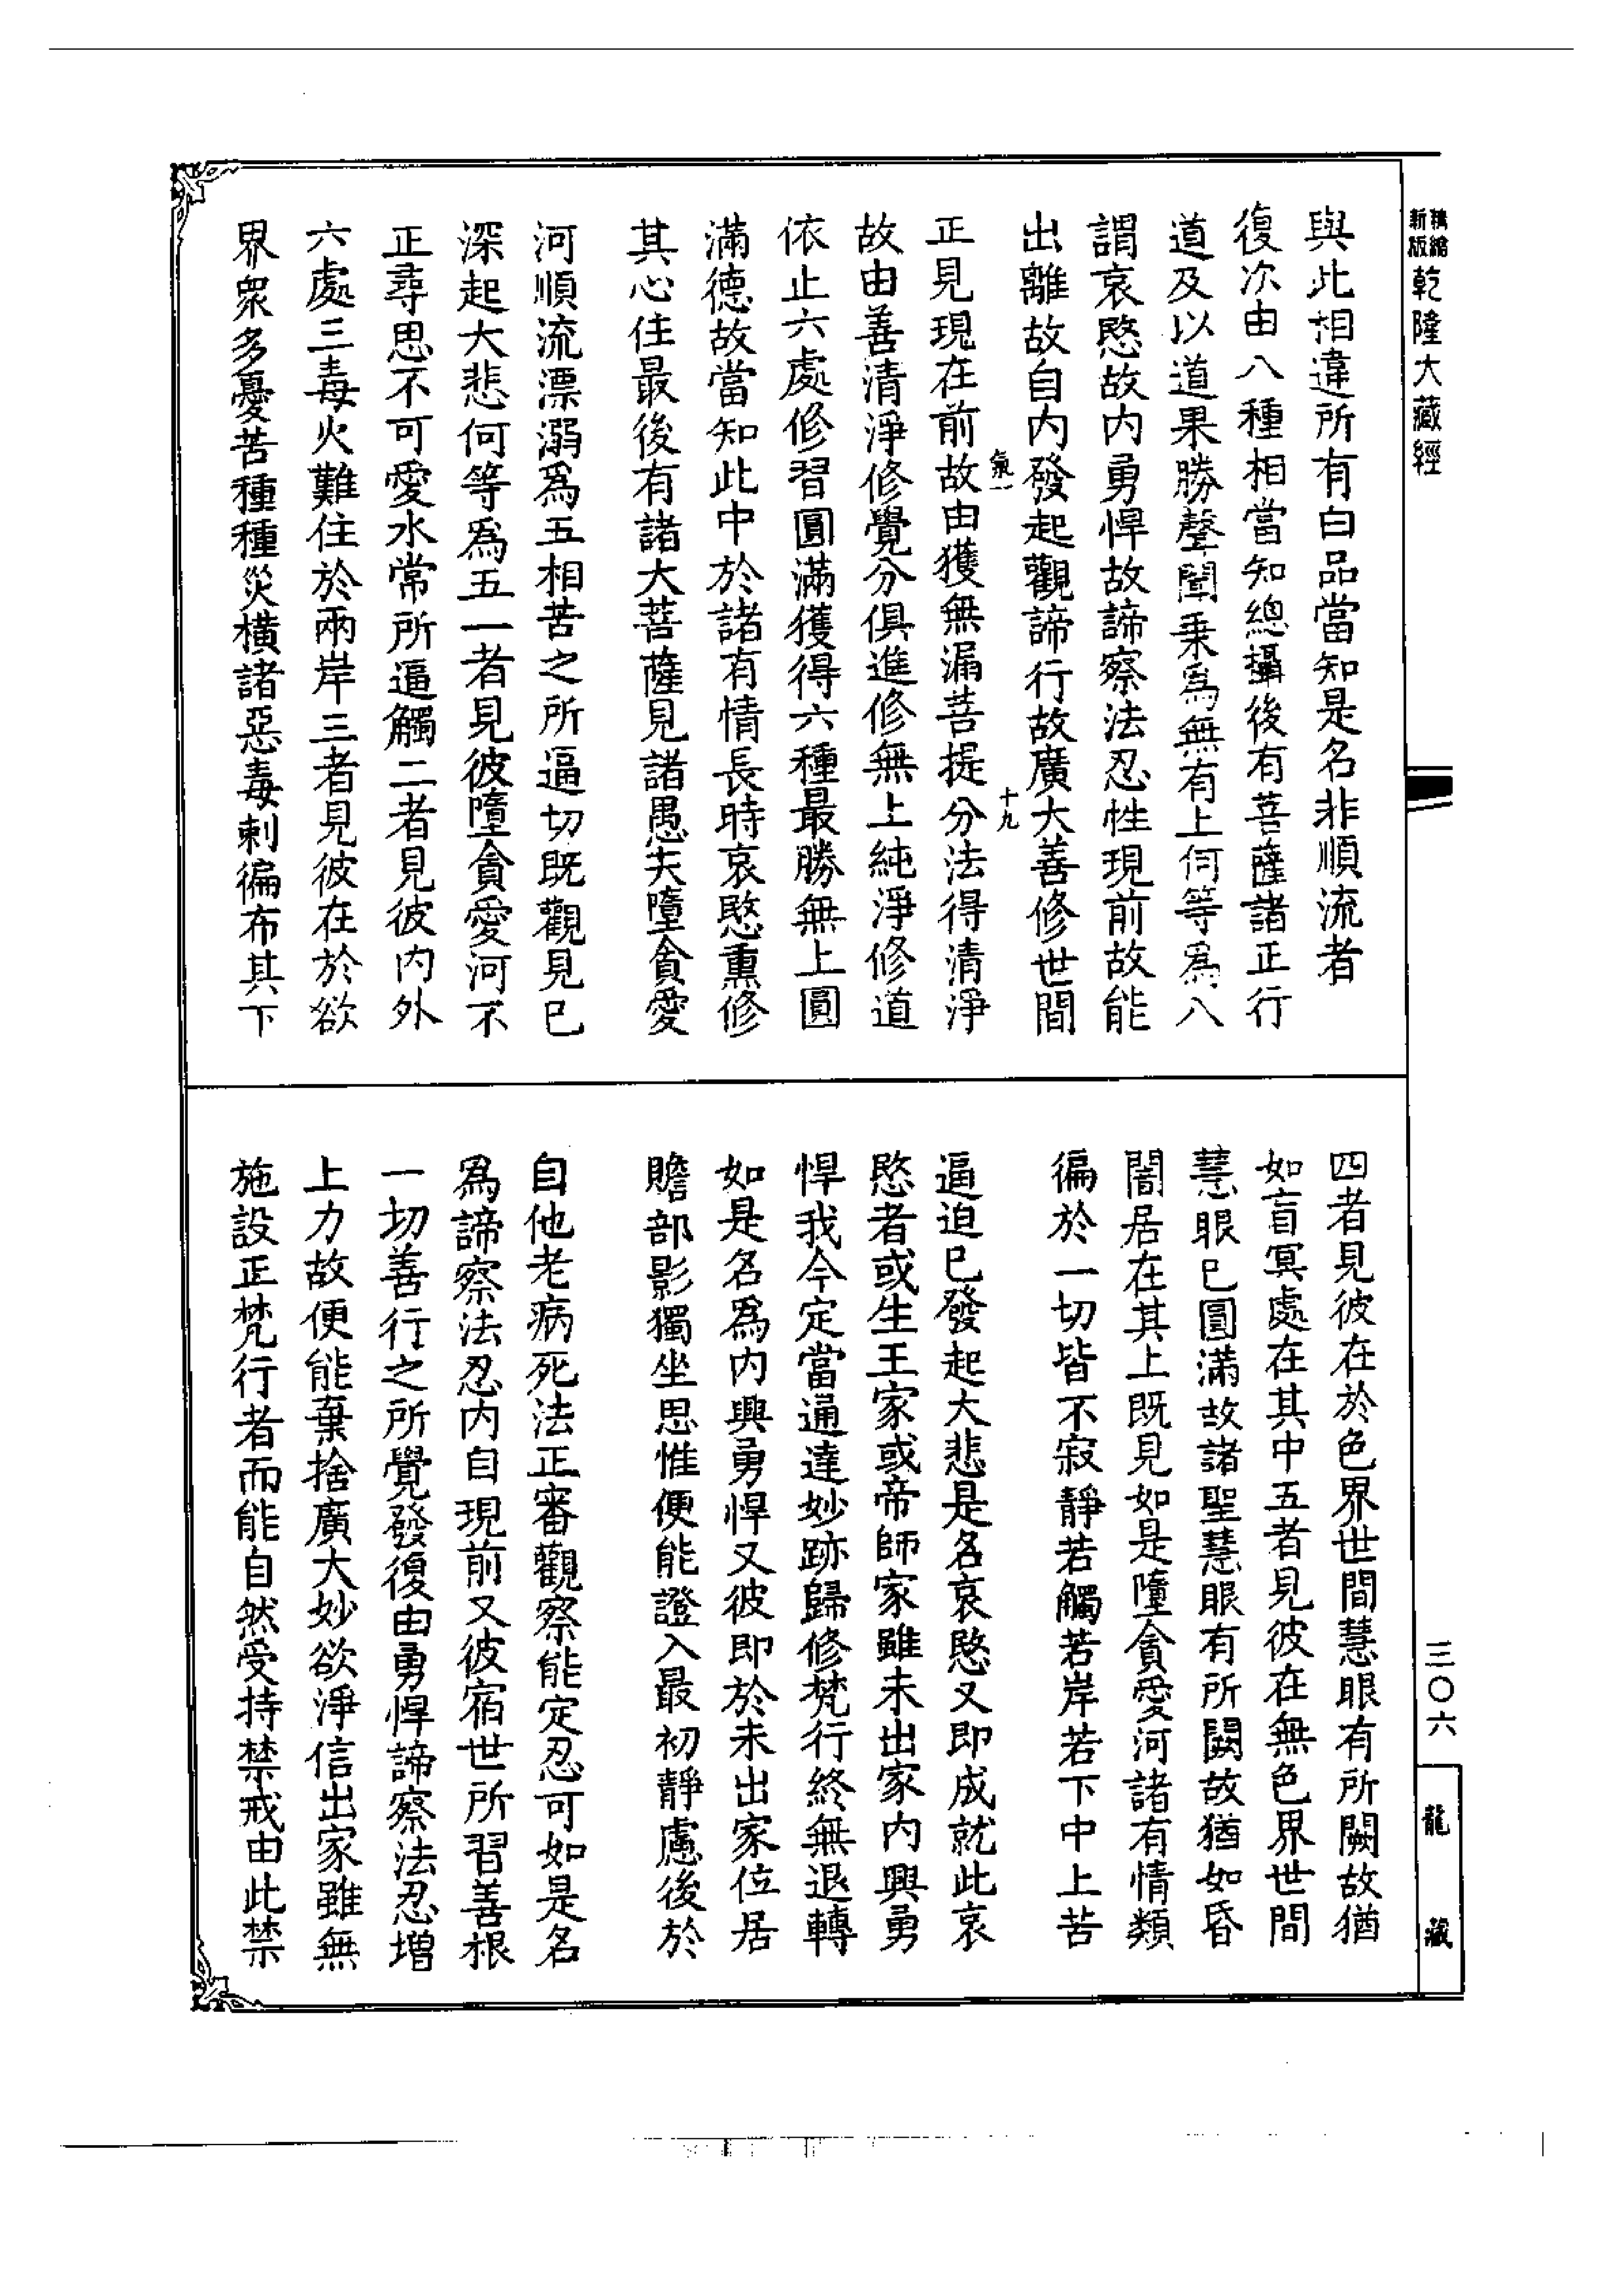 新版
精繪
乾隆大藏經
與此相違所有白品當知是名非順流者
復次由八種相當知總攝後有菩薩諸正行
道及以道果勝聲聞乘爲無有上何等爲八
謂哀愍故内勇悍故諦察法忍性現前故能
出離故自内發起觀諦行故廣大善修世間
氣一
十九
正見現在前故由獲無漏菩提分法得清淨
故由善清淨修覺分俱進修無上純淨修道
依止六處修習圓滿獲得六種最勝無上圓
滿德故當知此中於諸有情長時哀愍熏修
其心住最後有諸大菩薩見諸愚夫墮貪愛
河順流漂溺爲五相苦之所逼切既觀見已
深起大悲何等爲五一者見彼墮貪愛河不
正尋思不可愛水常所逼觸二者見彼内外
六處三毒火難住於兩岸三者見彼在於欲
界衆多憂苦種種災橫諸惡毒刺徧布其下
四者見彼在於色界世間慧眼有所闕故猶
如盲冥處在其中五者見彼在無色界世間
慧眼已圓滿故諸聖慧眼有所闕故猶如昏
闇居在其上既見如是墮貪愛河諸有情類
徧於一切皆不寂靜若觸若岸若下中上苦
逼迫已發起大悲是名哀愍又即成就此哀
愍者或生王家或帝師家雖未出家内興勇
悍我今定當通達妙跡歸修梵行終無退轉
如是名爲内興勇悍又彼即於未出家位居
贍部影獨坐思惟便能證入最初靜慮後於
自他老病死法正審觀察能定忍可如是名
爲諦察法忍内自現前又彼宿世所習善根
一切善行之所覺發復由勇悍諦察法忍增
上力故便能棄捨廣大妙欲淨信出家雖無
施設正梵行者而能自然受持禁戒由此禁
三〇六
龍藏